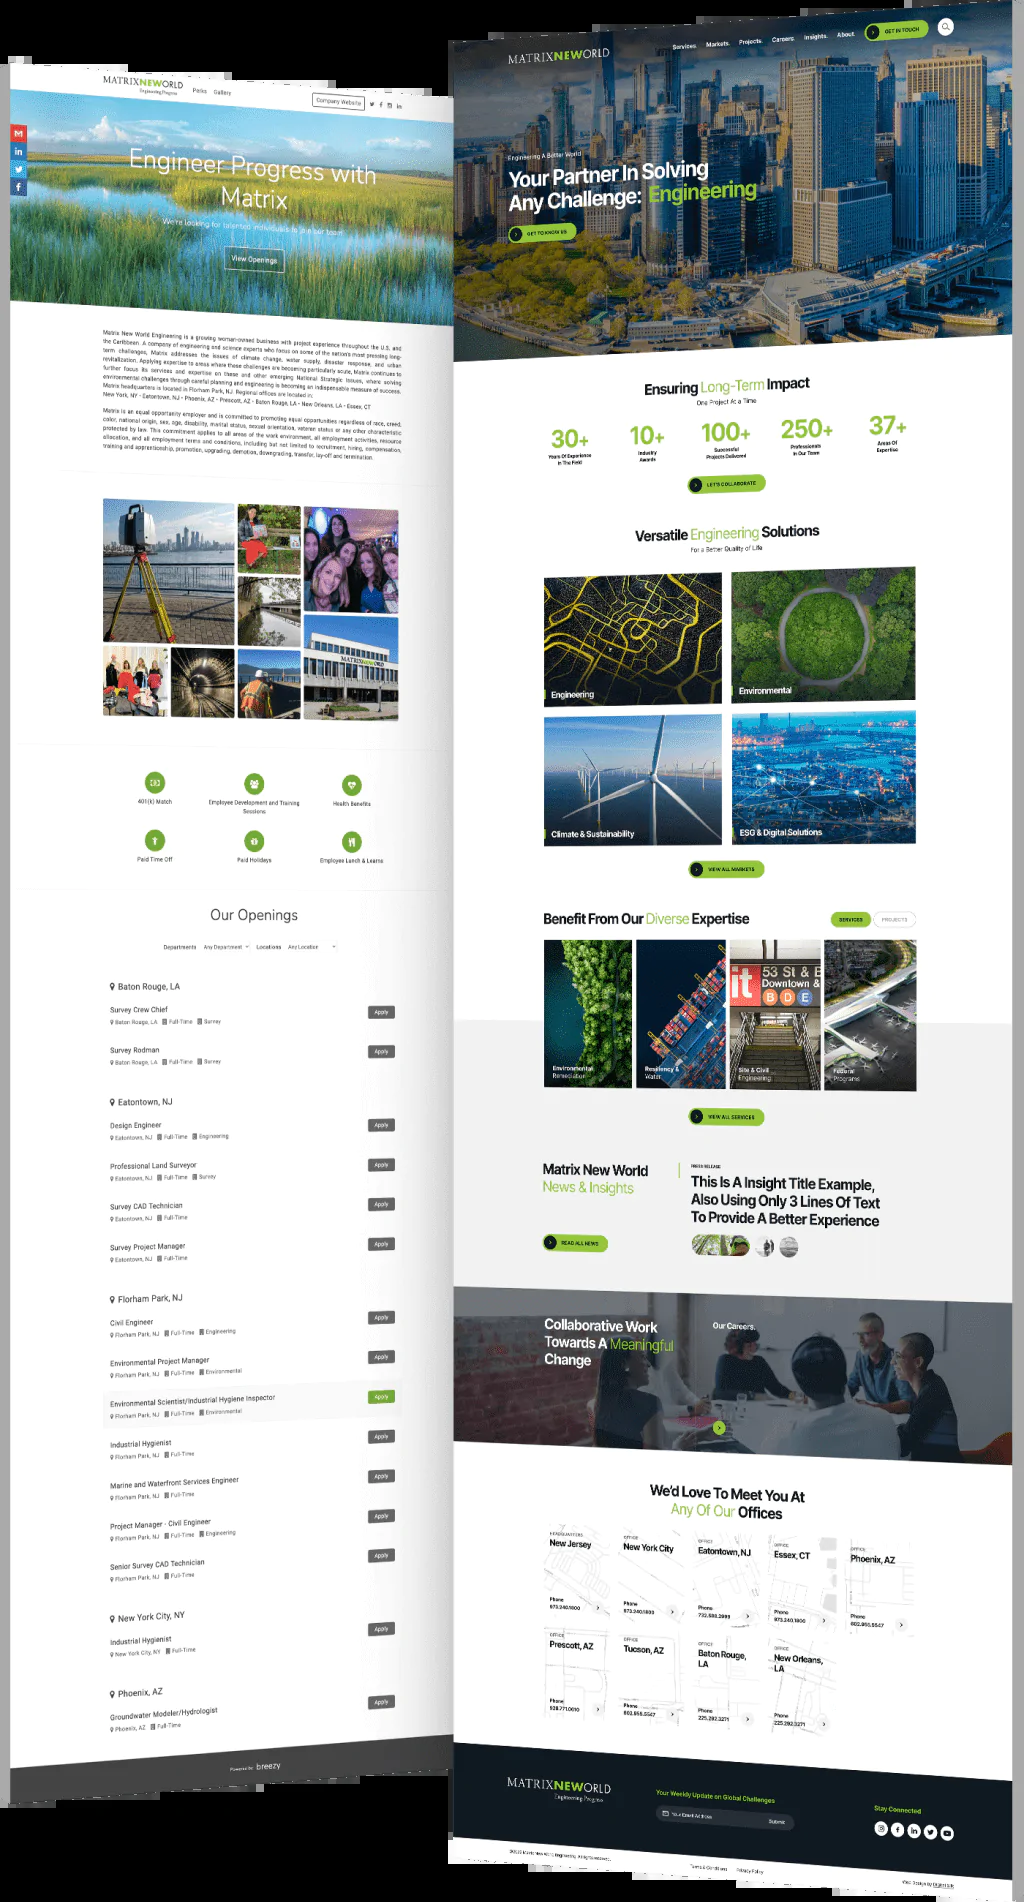 MATRIXNEWORLD
Engineering Progress
Perks
Gallery
Company Website
Engineer Progress with
Matrix
We're looking for talented individuals to join our team
View Openings
Matrix New World Engineering is a growing woman-owned business with project experience throughout the U.S, and
the Caribbean. A company of engineering and science experts who focus on some of the nation's most pressing long-
term challenges, Matrix addresses the issues of climate change, water supply, disaster response, and urban
revitalization. Applying expertise to areas where these challenges are becoming particularly acute, Matrix continues to
further focus its services and expertise on these and other emerging National Strategic Issues, where solving
environmental challenges through careful planning and engineering is becoming an indispensable measure of success.
Matrix headquarters is located in Florham Park, NJ. Regional offices are located in:
New York, NY - Eatontown, NJ - Phoenix, AZ - Prescott, AZ - Baton Rouge, LA - New Orleans, LA - Essex, CT
Matrix is an equal opportunity employer and is committed to promoting equal opportunities regardless of race, creed,
color, national origin, sex, age, disability, marital status, sexual orientation, veteran status or any other characteristic
protected by law. This commitment applies to all areas of the work environment, all employment activities, resource
allocation, and all employment terms and conditions, including but not limited to recruitment, hiring, compensation,
training and apprenticeship, promotion, upgrading, demotion, downgrading, transfer, lay-off and termination.
MATRIXNEWORLD
401(k) Match
Employee Development and Training
Sessions
Health Benefits
Paid Time Off
Paid Holidays
Employee Lunch & Learns
Our Openings
Departments Any Department Locations Any Location
Baton Rouge, LA
Survey Crew Chief
Apply
Baton Rouge, LA Full-Time Survey
Survey Rodman
Apply
Baton Rouge, LA Full-Time Survey
Eatontown, NJ
Design Engineer
Apply
Eatontown, NJ Full-Time Engineering
Professional Land Surveyor
Apply
Eatontown, NJ Full-Time Survey
Survey CAD Technician
Apply
Eatontown, NJ Full-Time
Survey Project Manager
Apply
Eatontown, NJ Full-Time
Florham Park, NJ
Civil Engineer
Apply
Florham Park, NJ Full-Time Engineering
Environmental Project Manager
Apply
Florham Park, NJ Full-Time Environmental
Environmental Scientist/Industrial Hygiene Inspector
Apply
Florham Park, NJ Full-Time Environmental
Industrial Hygienist
Apply
Florham Park, NJ Full-Time
Marine and Waterfront Services Engineer
Apply
Florham Park, NJ Full-Time
Project Manager - Civil Engineer
Apply
Florham Park, NJ Full-Time Engineering
Senior Survey CAD Technician
Apply
Florham Park, NJ Full-Time
New York City, NY
Industrial Hygienist
Apply
New York City, NY Full-Time
Phoenix, AZ
Groundwater Modeler/Hydrologist
Apply
Phoenix, AZ Full-Time
Powered by breezy
MATRIXNEWORLD
Services. Markets. Projects. Careers. Insights. About
GET IN TOUCH
Engineering A Better World
Your Partner In Solving
Any Challenge: Engineering
GET TO KNOW US
Ensuring Long-Term Impact
One Project At a Time
30+
Years Of Experience
In The Field
10+
Industry
Awards
100+
Successful
Projects Delivered
250+
Professionals
In Our Team
37+
Areas Of
Expertise
LET'S COLLABORATE
Versatile Engineering Solutions
For a Better Quality of Life
Engineering
Environmental
Climate & Sustainability
ESG & Digital Solutions
VIEW ALL MARKETS
Benefit From Our Diverse Expertise
SERVICES
PROJECTS
it
53 St &
Downtown &
B D E
Environmental
Remediation
Resiliency &
Water
Site & Civil
Engineering
Federal
Programs
VIEW ALL SERVICES
Matrix New World
News & Insights
READ ALL NEWS
PRESS RELEASE
This Is A Insight Title Example,
Also Using Only 3 Lines Of Text
To Provide A Better Experience
Collaborative Work
Towards A Meaningful
Change
Our Careers.
We'd Love To Meet You At
Any Of Our Offices
HEADQUARTERS
New Jersey
Phone
973.240.1800
OFFICE
New York City
Phone
973.240.1800
OFFICE
Eatontown, NJ
Phone
732.588.2999
OFFICE
Essex, CT
Phone
973.240.1800
OFFICE
Phoenix, AZ
Phone
602.955.5547
OFFICE
Prescott, AZ
Phone
928.771.0610
OFFICE
Tucson, AZ
Phone
602.955.5547
OFFICE
Baton Rouge,
LA
Phone
225.292.3271
OFFICE
New Orleans,
LA
Phone
225.292.3271
MATRIXNEWORLD
Engineering Progress
Your Weekly Update on Global Challenges
Your Email Address
Submit
Stay Connected
Terms & Conditions
Privacy Policy